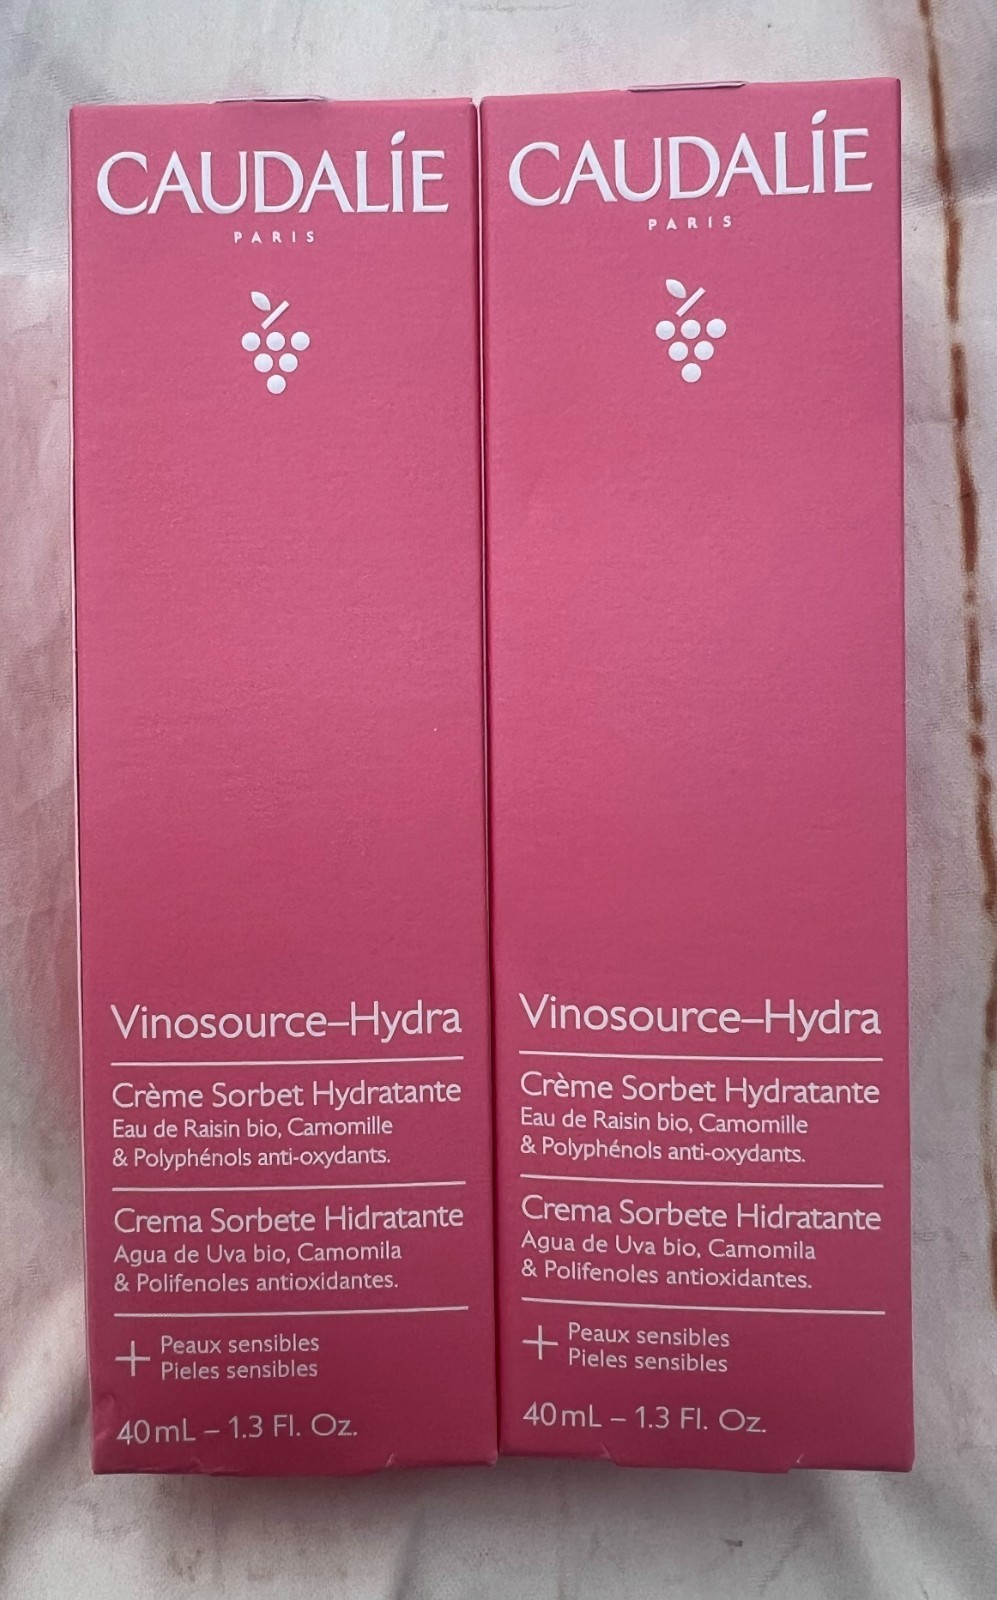 CAUDALÍE
PARIS
Vinosource–Hydra
Crème Sorbet Hydratante
Eau de Raisin bio, Camomille
& Polyphénols anti-oxydants.
Crema Sorbete Hidratante
Agua de Uva bio, Camomila
& Polifenoles antioxidantes.
+ Peaux sensibles
Pieles sensibles
40 mL – 1.3 Fl. Oz.
CAUDALÍE
PARIS
Vinosource–Hydra
Crème Sorbet Hydratante
Eau de Raisin bio, Camomille
& Polyphénols anti-oxydants.
Crema Sorbete Hidratante
Agua de Uva bio, Camomila
& Polifenoles antioxidantes.
+ Peaux sensibles
Pieles sensibles
40 mL – 1.3 Fl. Oz.